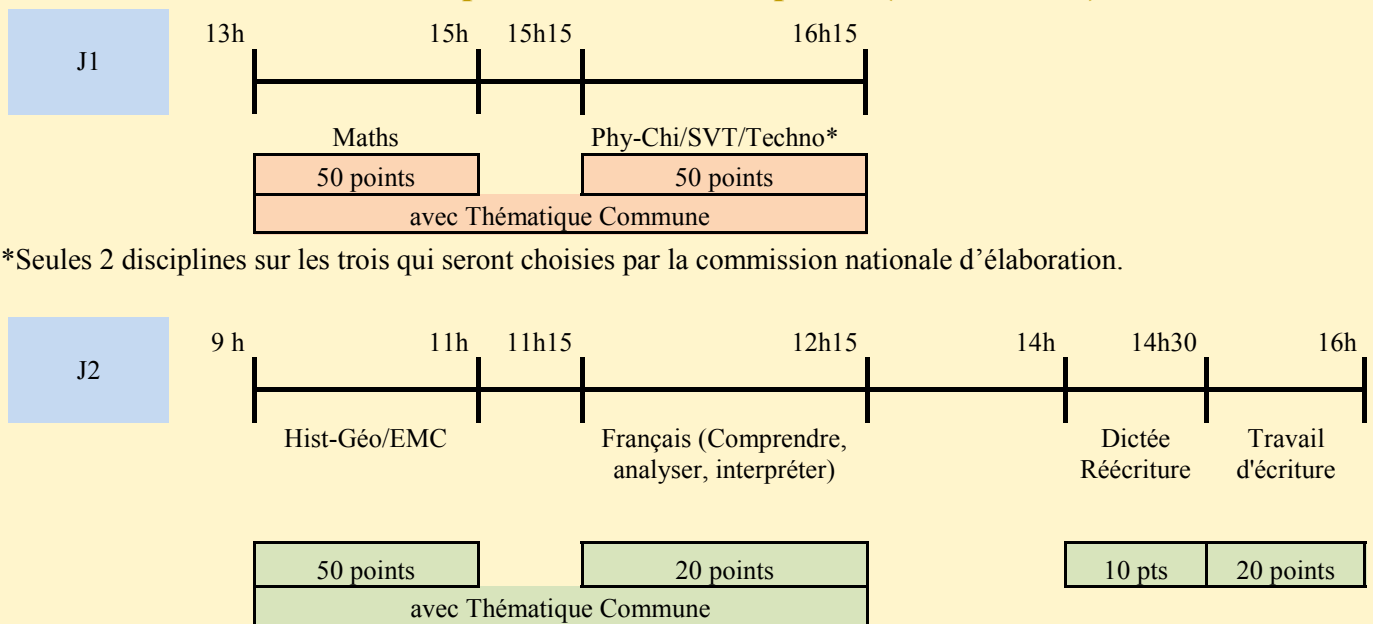 13h 15h 15h15 16h15
J1
Maths Phy-Chi/SVT/Techno*
50 points 50 points
avec Thématique Commune
*Seules 2 disciplines sur les trois qui seront choisies par la commission nationale d’élaboration.
9 h 11h 11h15 12h15 14h 14h30 16h
J2
Hist-Géo/EMC Français (Comprendre, Dictée Travail
analyser, interpréter) Réécriture d'écriture
50 points 20 points 10 pts 20 points
avec Thématique Commune